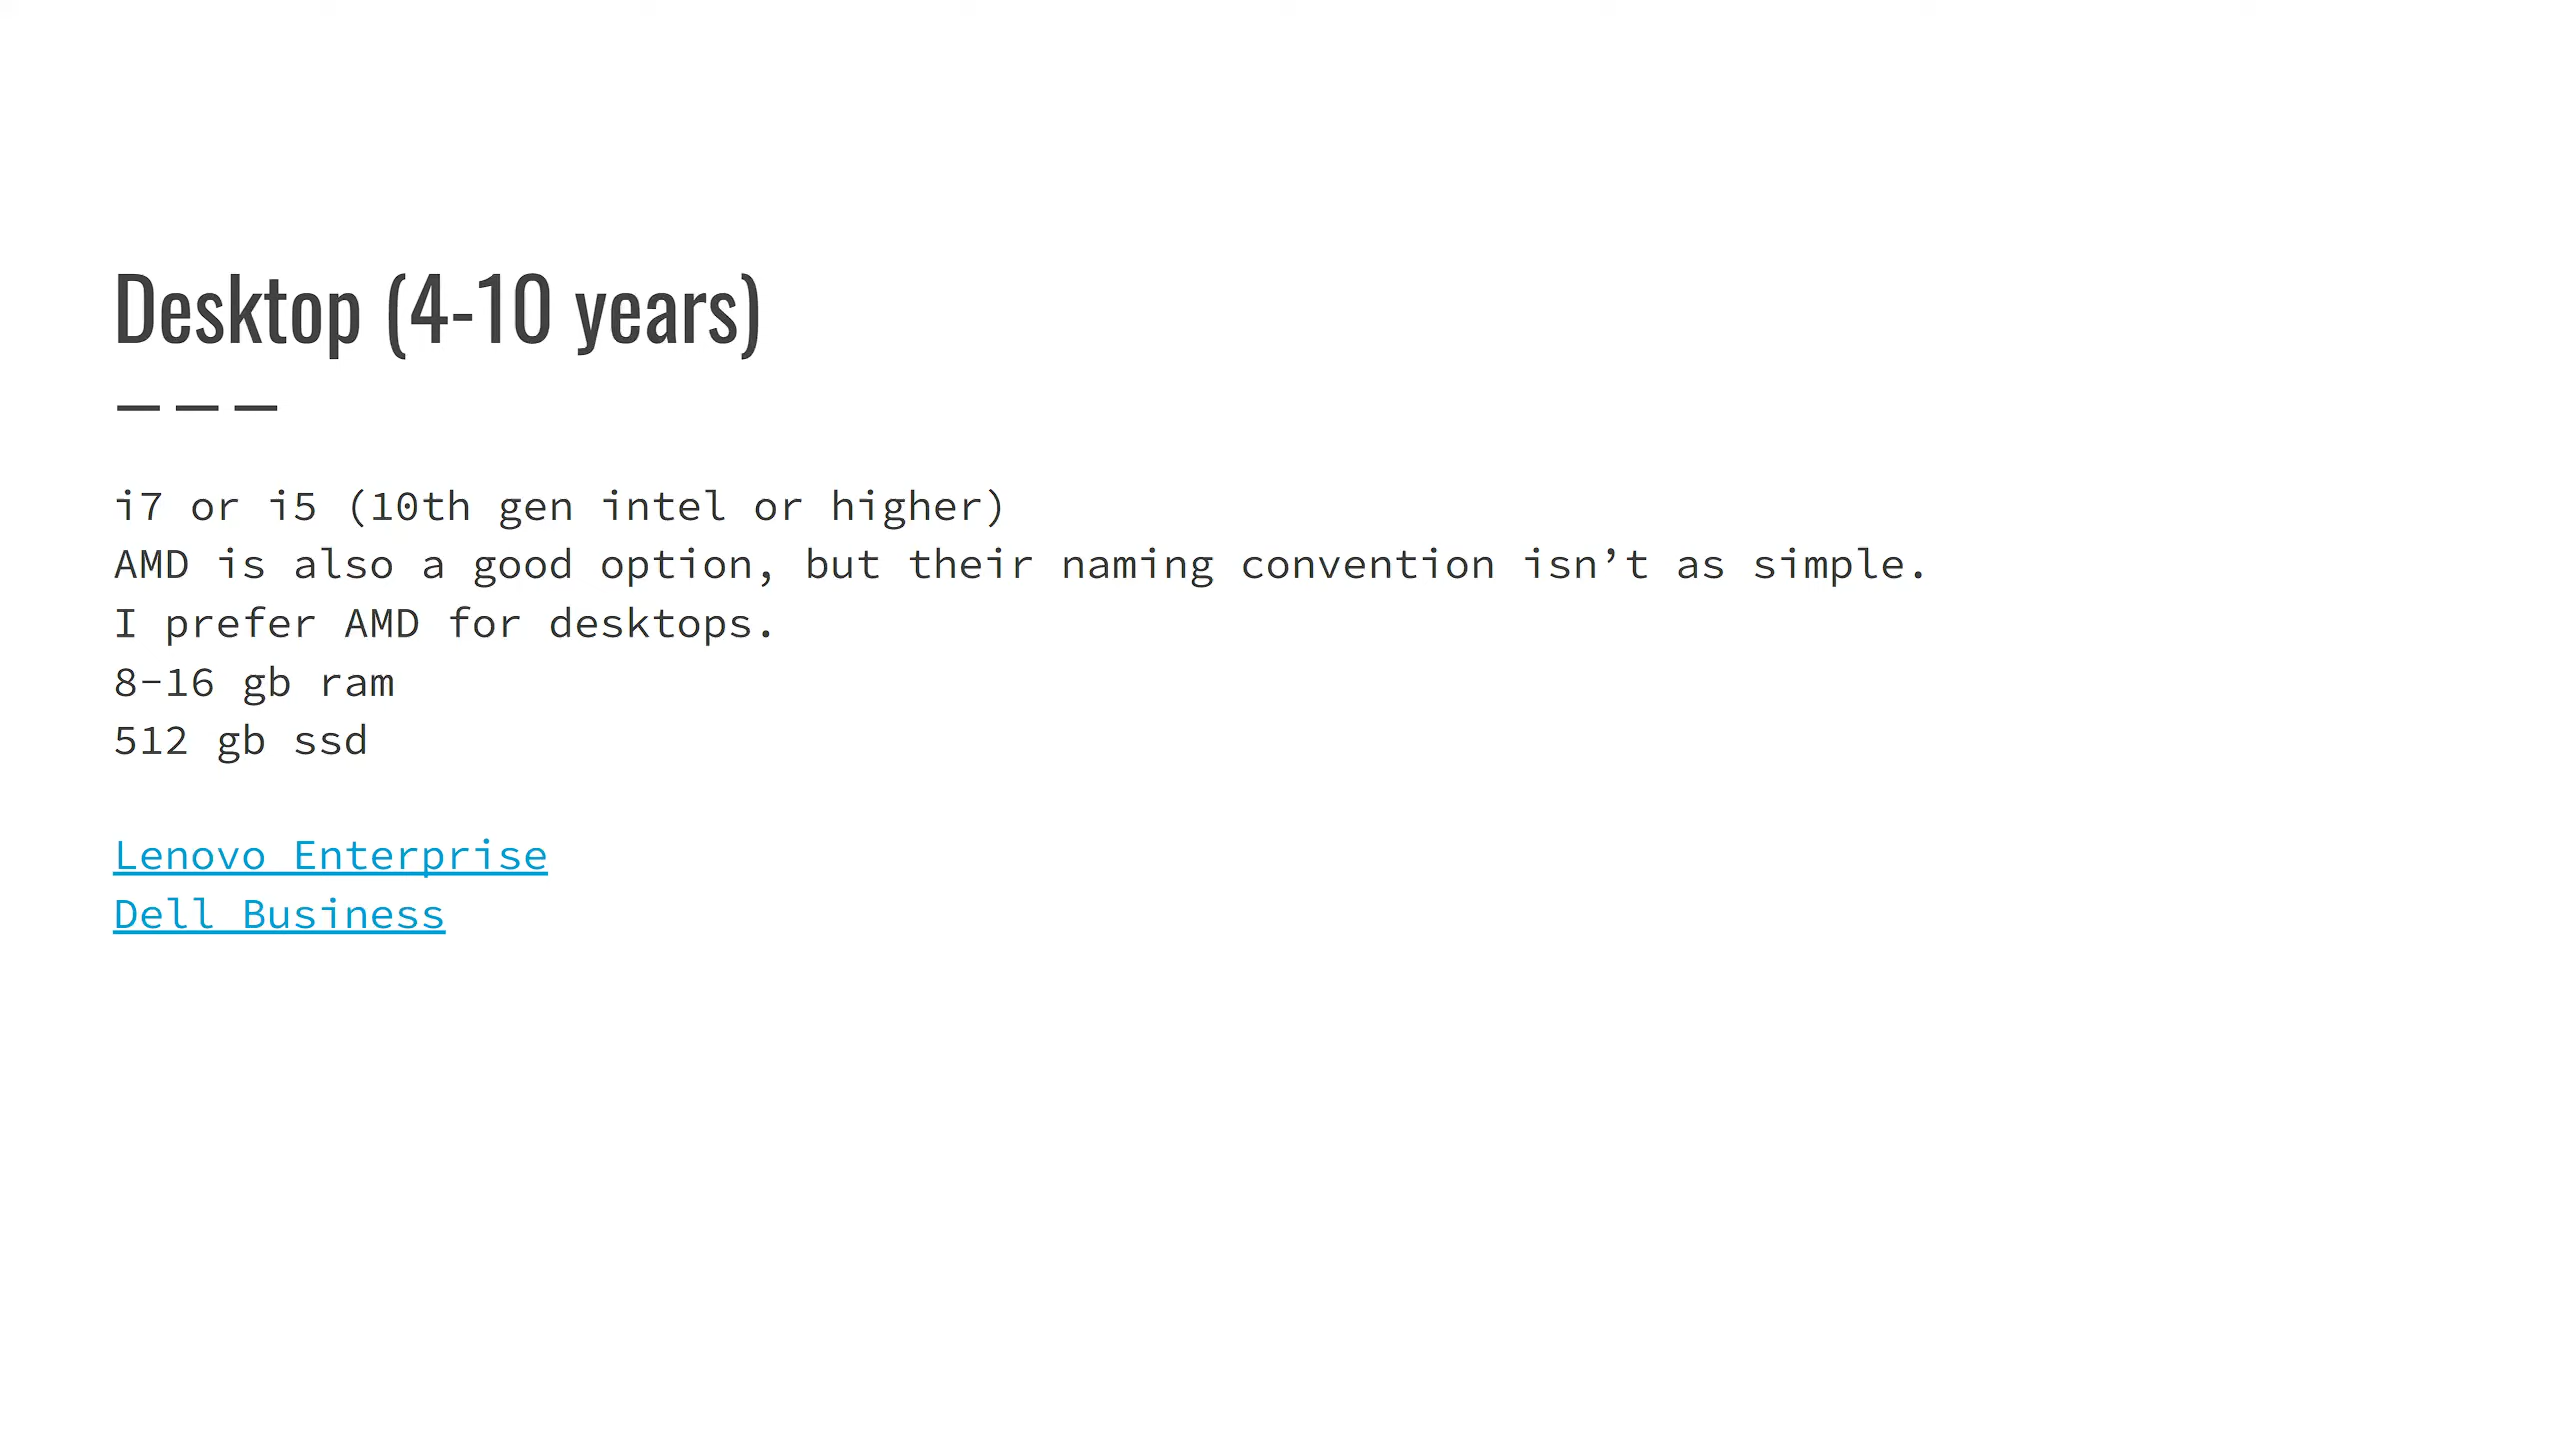 Desktop (4-10 years)
i7 or i5 (10th gen intel or higher)
AMD is also a good option, but their naming convention isn’t as simple.
I prefer AMD for desktops.
8-16 gb ram
512 gb ssd
Lenovo Enterprise
Dell Business